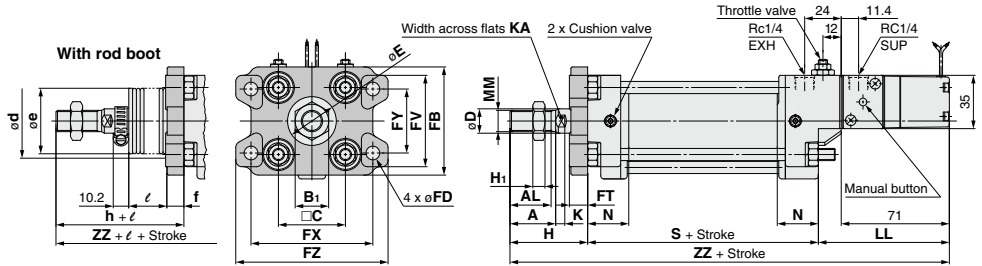 With rod boot
ød
øe
10.2
ℓ
f
h + ℓ
ZZ + ℓ + Stroke
øE
FY
FV
FB
4 x øFD
B1
□C
FX
FZ
Width across flats KA
2 x Cushion valve
Throttle valve
24
11.4
Rc1/4
EXH
12
RC1/4
SUP
MM
øD
35
H1
AL
FT
A
K
N
N
Manual button
71
H
S + Stroke
LL
ZZ + Stroke